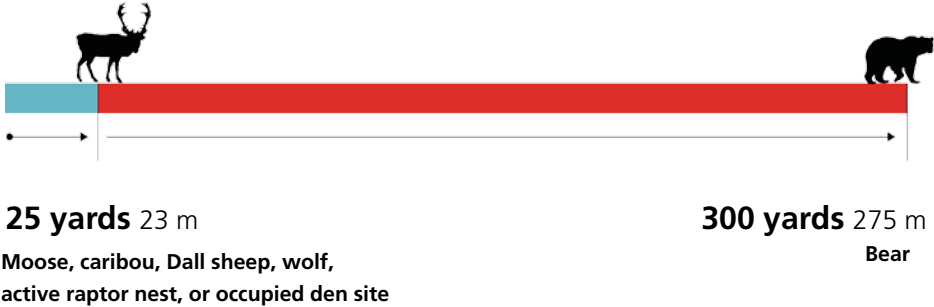 25 yards 23 m
Moose, caribou, Dall sheep, wolf,
active raptor nest, or occupied den site
300 yards 275 m
Bear